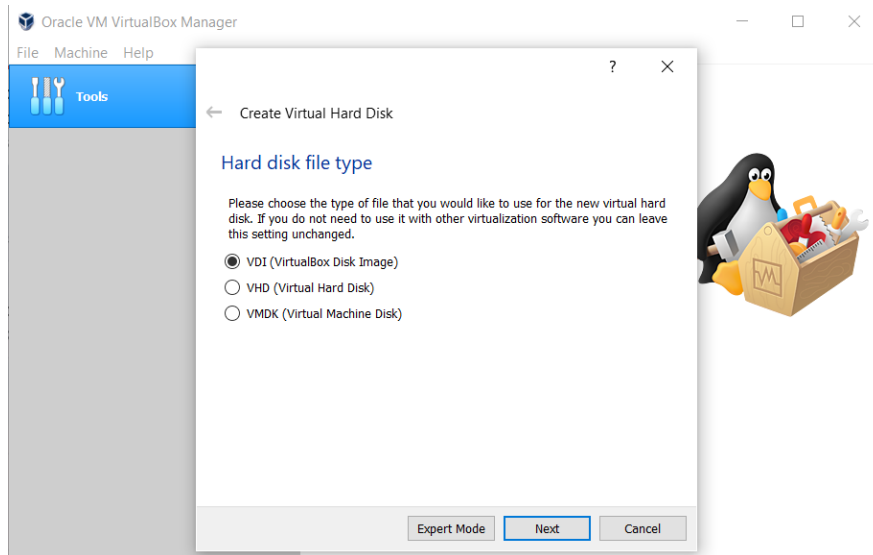 Oracle VM VirtualBox Manager
File Machine Help
Tools
?
Create Virtual Hard Disk
Hard disk file type
Please choose the type of file that you would like to use for the new virtual hard
disk. If you do not need to use it with other virtualization software you can leave
this setting unchanged.
VDI (VirtualBox Disk Image)
VHD (Virtual Hard Disk)
VMDK (Virtual Machine Disk)
Expert Mode Next Cancel